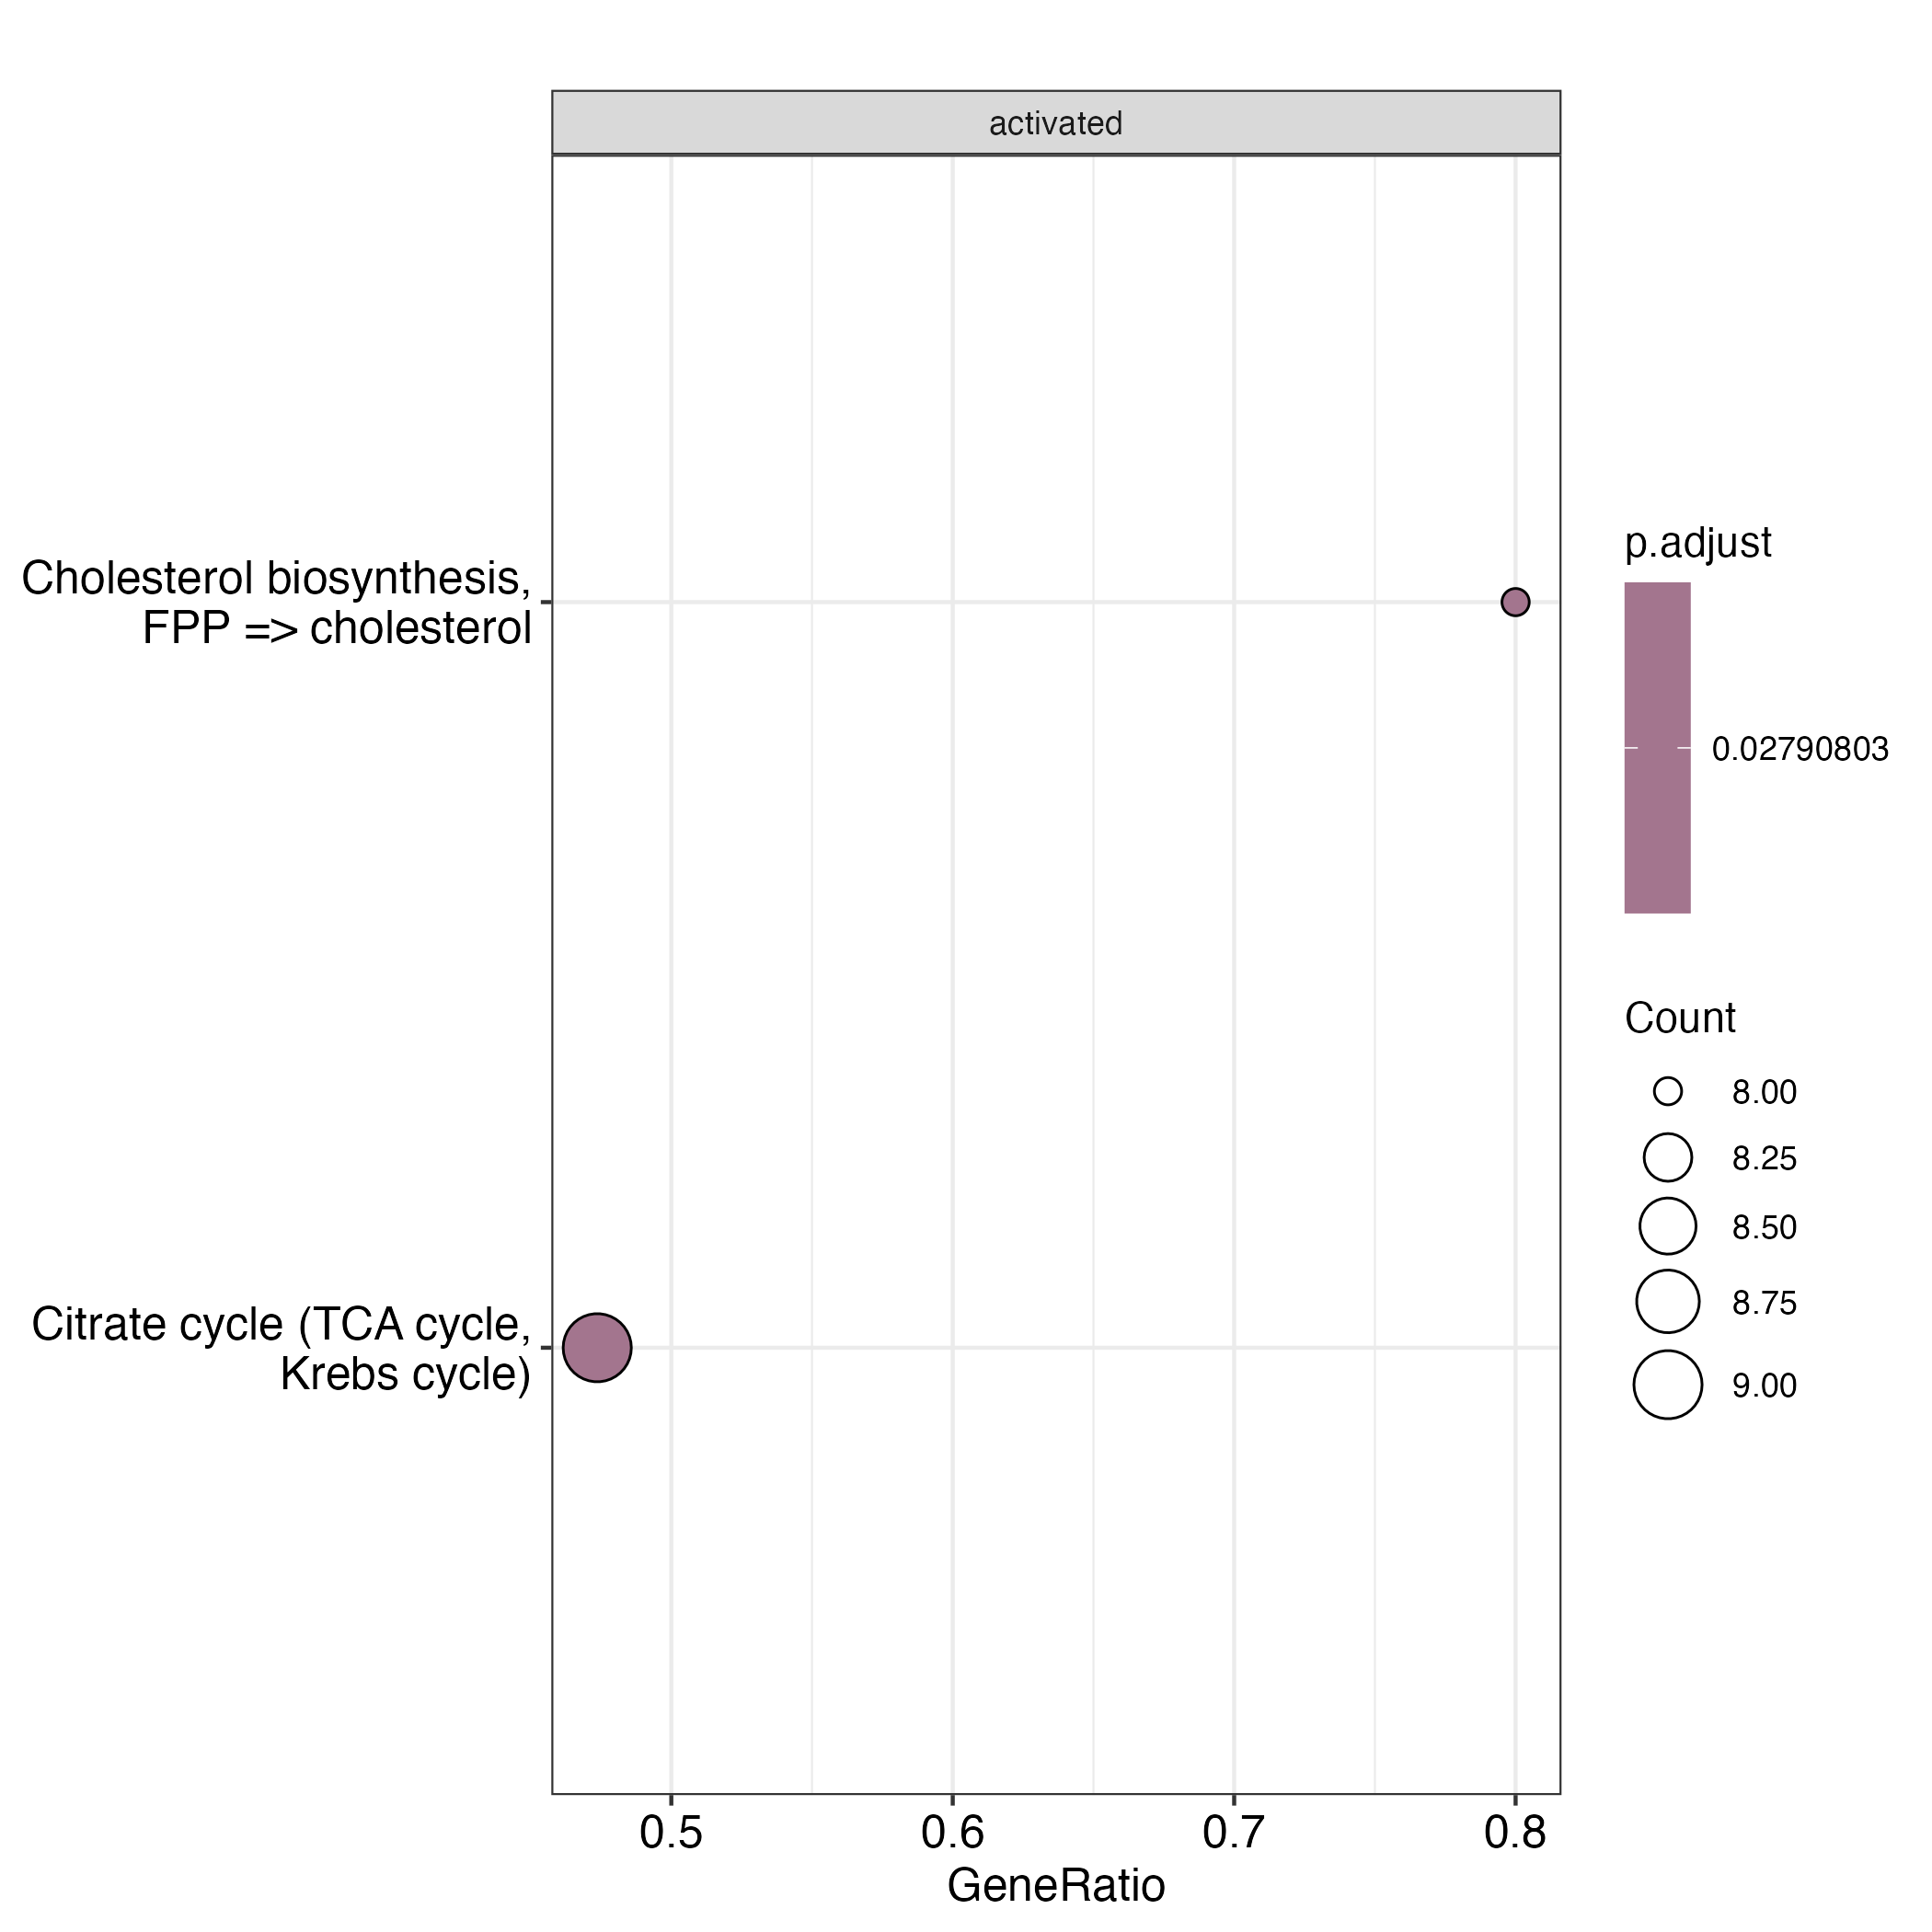 activated
Cholesterol biosynthesis,
FPP => cholesterol
Citrate cycle (TCA cycle,
Krebs cycle)
0.5
0.6
0.7
0.8
GeneRatio
p.adjust
0.02790803
Count
8.00
8.25
8.50
8.75
9.00